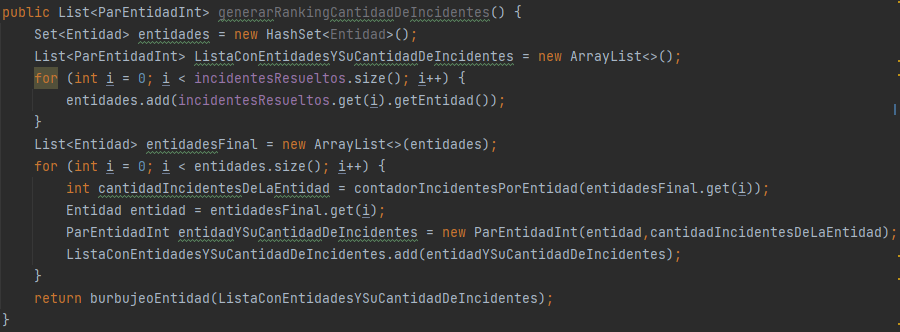 public List<ParEntidadInt> generarRankingCantidadDeIncidentes() {
    Set<Entidad> entidades = new HashSet<Entidad>();
    List<ParEntidadInt> ListaConEntidadesYSuCantidadDeIncidentes = new ArrayList<>();
    for (int i = 0; i < incidentesResueltos.size(); i++) {
        entidades.add(incidentesResueltos.get(i).getEntidad());
    }
    List<Entidad> entidadesFinal = new ArrayList<>(entidades);
    for (int i = 0; i < entidades.size(); i++) {
        int cantidadIncidentesDeLaEntidad = contadorIncidentesPorEntidad(entidadesFinal.get(i));
        Entidad entidad = entidadesFinal.get(i);
        ParEntidadInt entidadYSuCantidadDeIncidentes = new ParEntidadInt(entidad,cantidadIncidentesDeLaEntidad);
        ListaConEntidadesYSuCantidadDeIncidentes.add(entidadYSuCantidadDeIncidentes);
    }
    return burbujeoEntidad(ListaConEntidadesYSuCantidadDeIncidentes);
}